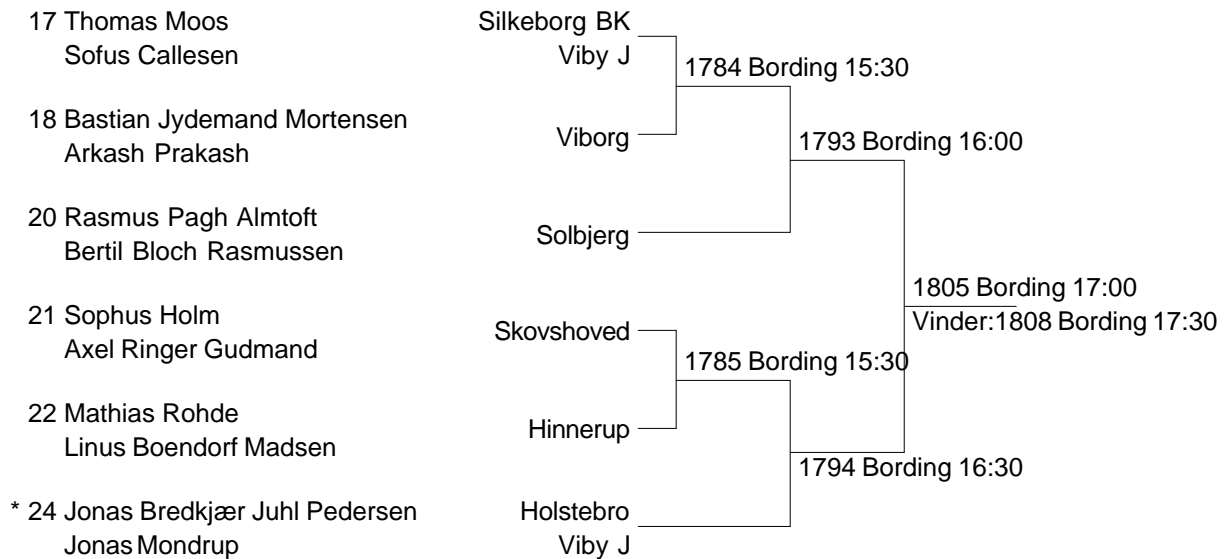 17 Thomas Moos Silkeborg BK
Sofus Callesen Viby J
1784 Bording 15:30
18 Bastian Jydemand Mortensen Viborg
Arkash Prakash
1793 Bording 16:00
20 Rasmus Pagh Almtoft Solbjerg
Bertil Bloch Rasmussen
1805 Bording 17:00
Vinder:1808 Bording 17:30
21 Sophus Holm Skovshoved
Axel Ringer Gudmand
1785 Bording 15:30
22 Mathias Rohde Hinnerup
Linus Boendorf Madsen
1794 Bording 16:30
* 24 Jonas Bredkjær Juhl Pedersen Holstebro
Jonas Mondrup Viby J